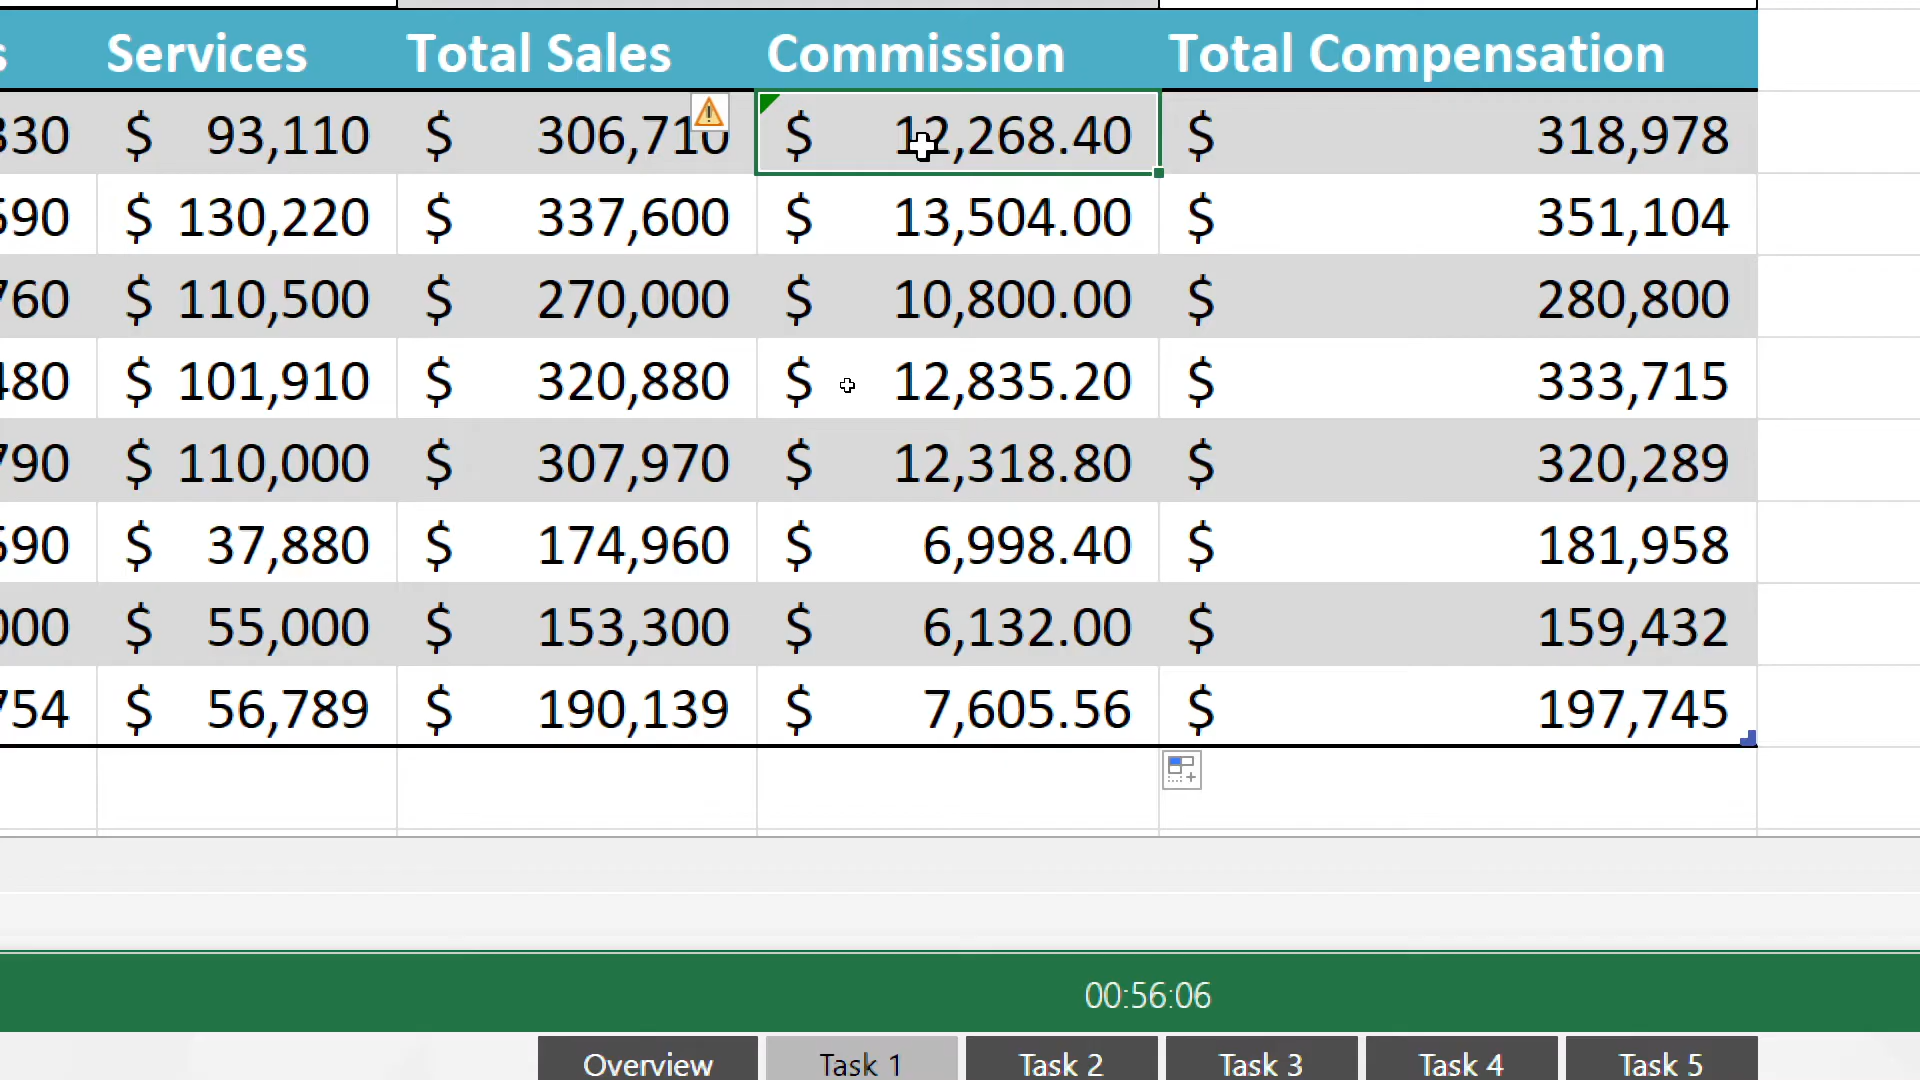 s Services Total Sales Commission Total Compensation
330 $ 93,110 $ 306,710 $ 12,268.40 $ 318,978
590 $ 130,220 $ 337,600 $ 13,504.00 $ 351,104
760 $ 110,500 $ 270,000 $ 10,800.00 $ 280,800
480 $ 101,910 $ 320,880 $ 12,835.20 $ 333,715
790 $ 110,000 $ 307,970 $ 12,318.80 $ 320,289
590 $ 37,880 $ 174,960 $ 6,998.40 $ 181,958
000 $ 55,000 $ 153,300 $ 6,132.00 $ 159,432
754 $ 56,789 $ 190,139 $ 7,605.56 $ 197,745
00:56:06
Overview Task 1 Task 2 Task 3 Task 4 Task 5